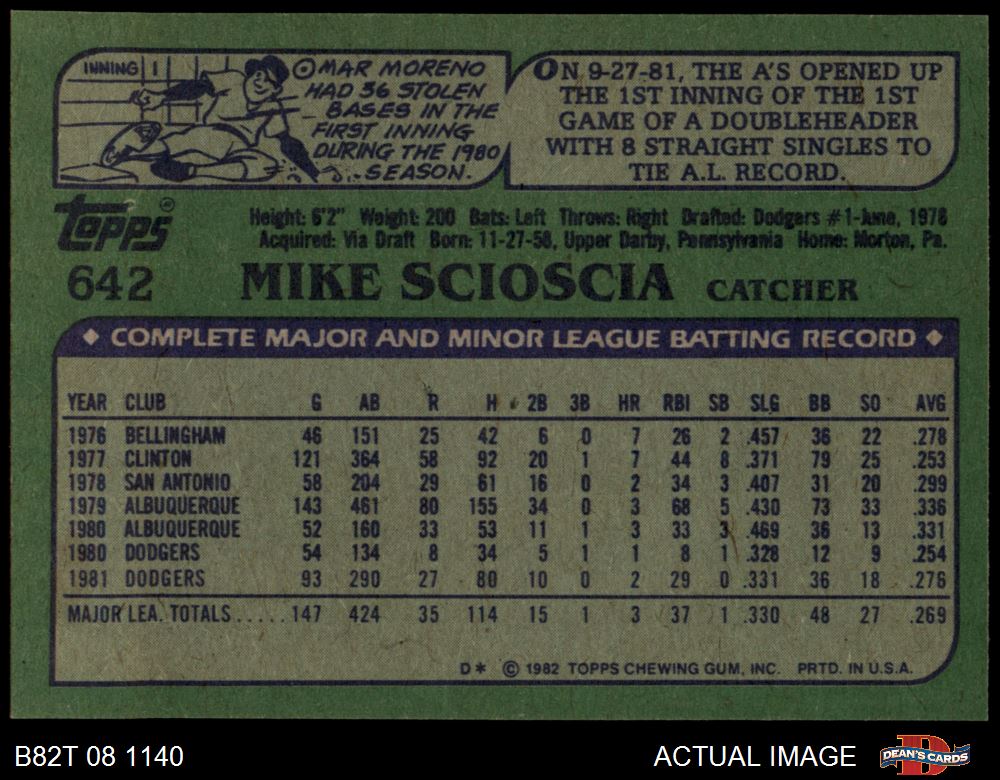 INNING 1
OMAR MORENO
HAD 36 STOLEN
BASES IN THE
FIRST INNING
DURING THE 1980
SEASON.
ON 9-27-81, THE A'S OPENED UP
THE 1ST INNING OF THE 1ST
GAME OF A DOUBLEHEADER
WITH 8 STRAIGHT SINGLES TO
TIE A.L. RECORD.
Topps®
Height: 6'2" Weight: 200 Bats: Left Throws: Right Drafted: Dodgers #1-June, 1976
Acquired: Via Draft Born: 11-27-58, Upper Darby, Pennsylvania Home: Morton, Pa.
642 MIKE SCIOSCIA CATCHER
COMPLETE MAJOR AND MINOR LEAGUE BATTING RECORD
YEAR CLUB G AB R H 2B 3B HR RBI SB SLG BB SO AVG
1976 BELLINGHAM 46 151 25 42 6 0 7 26 2 .457 36 22 .278
1977 CLINTON 121 364 58 92 20 1 7 44 8 .371 79 25 .253
1978 SAN ANTONIO 58 204 29 61 16 0 2 34 3 .407 31 20 .299
1979 ALBUQUERQUE 143 461 80 155 34 0 3 68 5 .430 73 33 .336
1980 ALBUQUERQUE 52 160 33 53 11 1 3 33 3 .469 36 13 .331
1980 DODGERS 54 134 8 34 5 1 1 8 1 .328 12 9 .254
1981 DODGERS 93 290 27 80 10 0 2 29 0 .331 36 18 .276
MAJOR LEA. TOTALS.....147 424 35 114 15 1 3 37 1 .330 48 27 .269
D* © 1982 TOPPS CHEWING GUM, INC. PRTD. IN U.S.A.
B82T 08 1140 ACTUAL IMAGE D DEAN'S CARDS